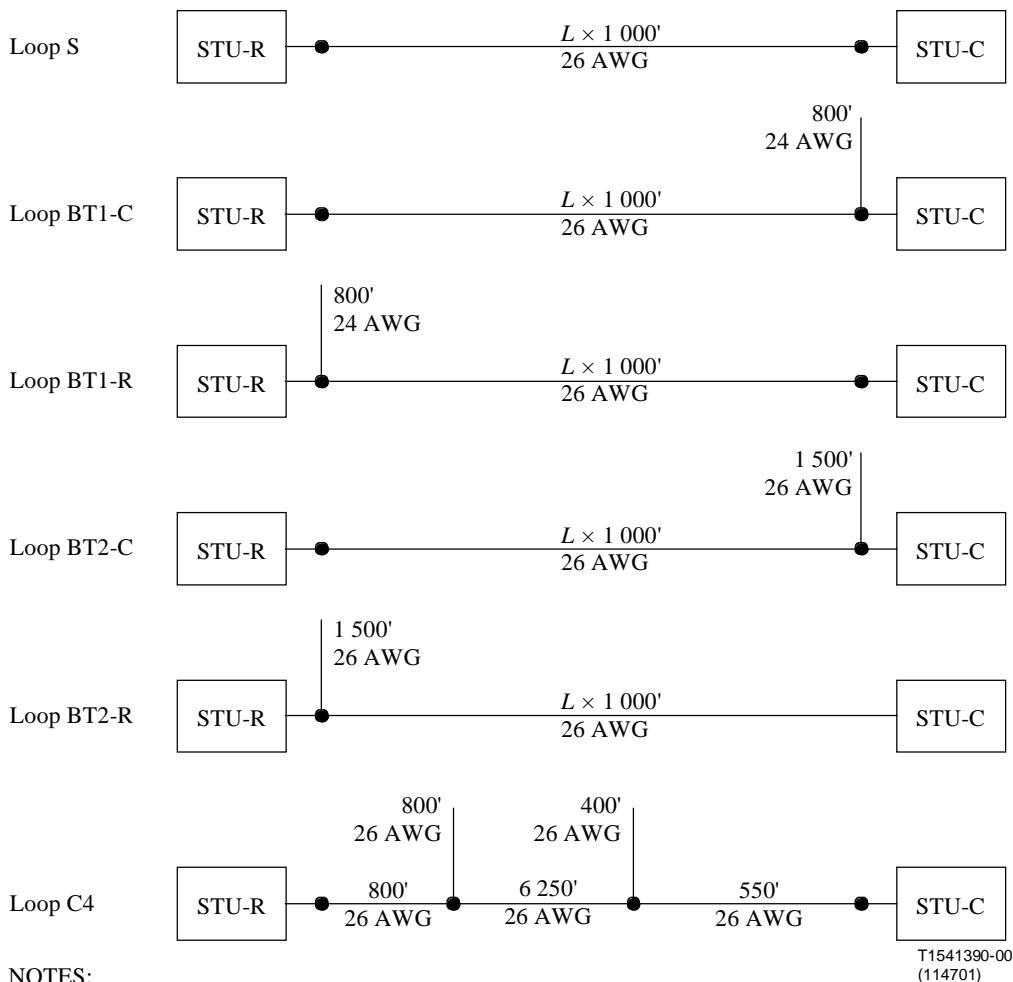 Loop S
STU-R
L × 1 000'
26 AWG
STU-C
800'
24 AWG
Loop BT1-C
STU-R
L × 1 000'
26 AWG
STU-C
800'
24 AWG
Loop BT1-R
STU-R
L × 1 000'
26 AWG
STU-C
1 500'
26 AWG
Loop BT2-C
STU-R
L × 1 000'
26 AWG
STU-C
1 500'
26 AWG
Loop BT2-R
STU-R
L × 1 000'
26 AWG
STU-C
800'
26 AWG
400'
26 AWG
Loop C4
STU-R
800'
26 AWG
6 250'
26 AWG
550'
26 AWG
STU-C
T1541390-00
(114701)
NOTES: